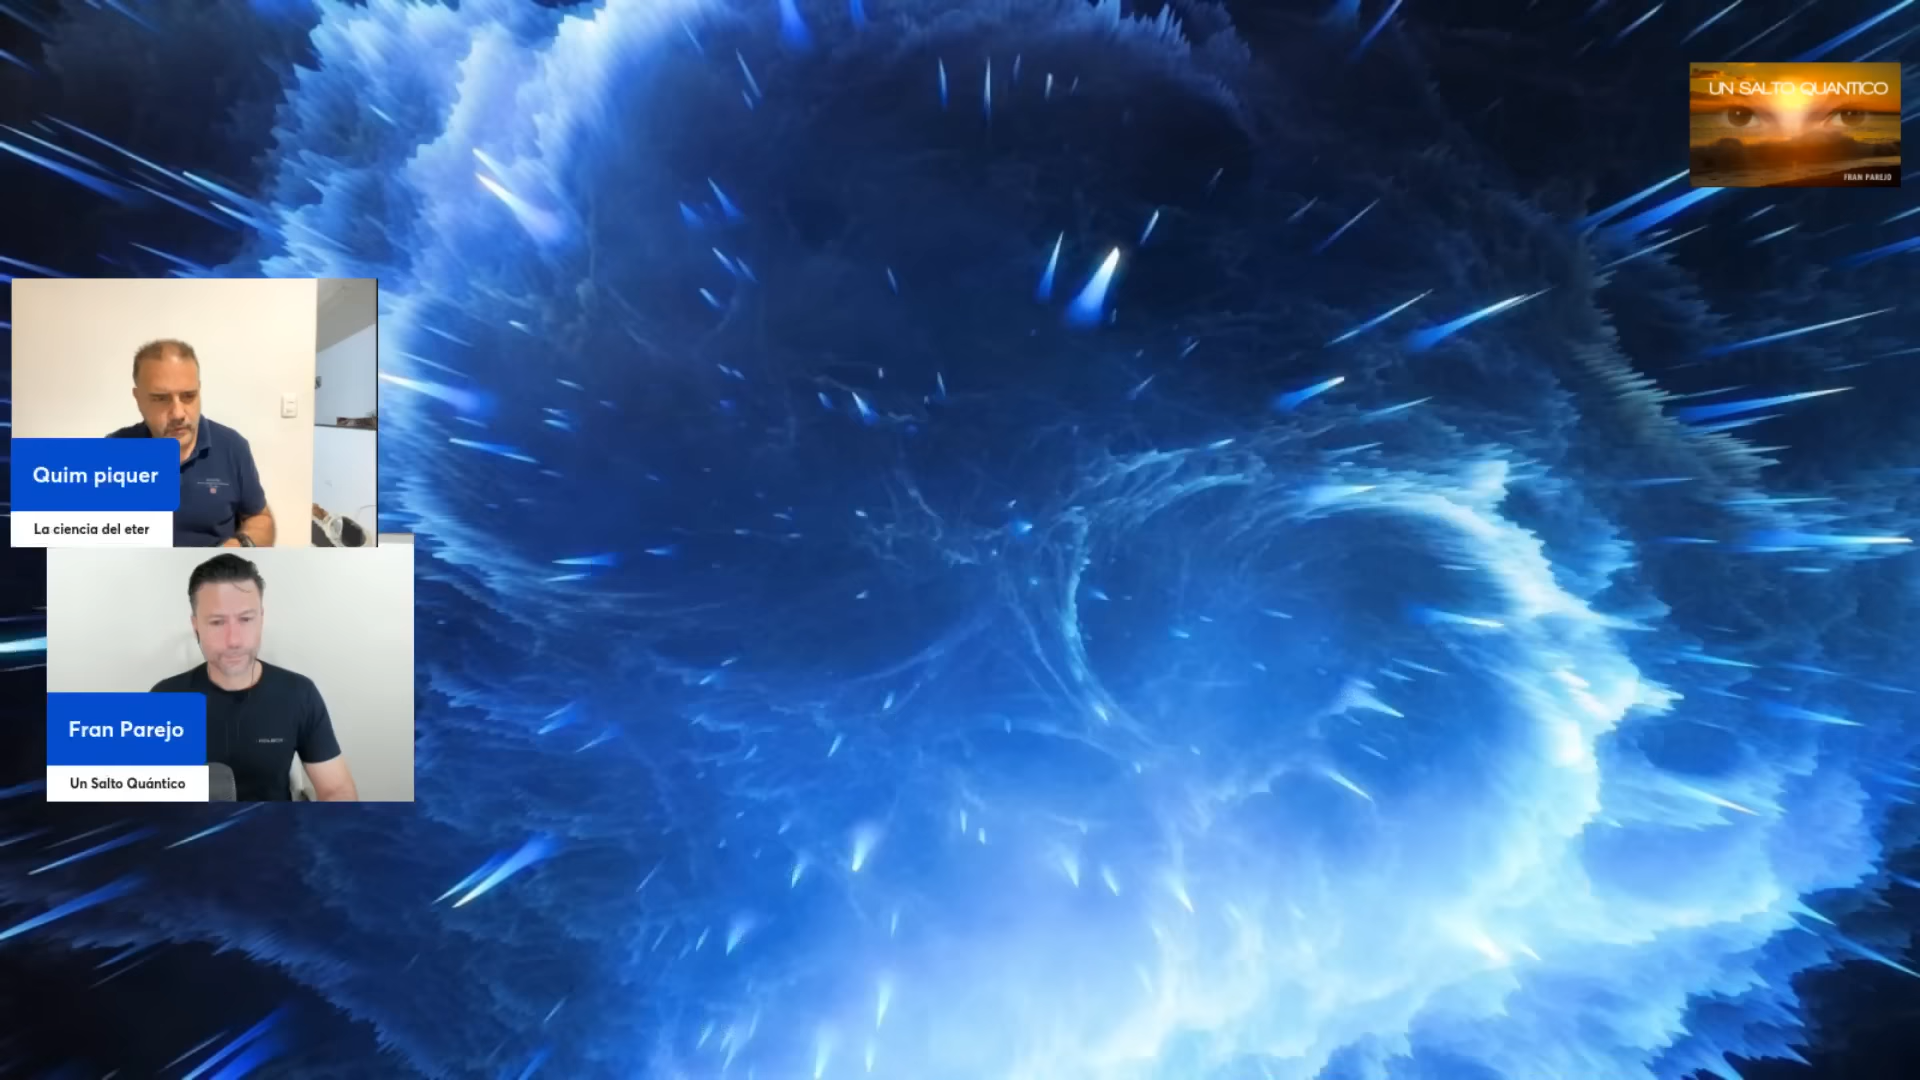 UN SALTO QUANTICO
FRAN PAREJO
Quim piquer
La ciencia del eter
Fran Parejo
Un Salto Quántico